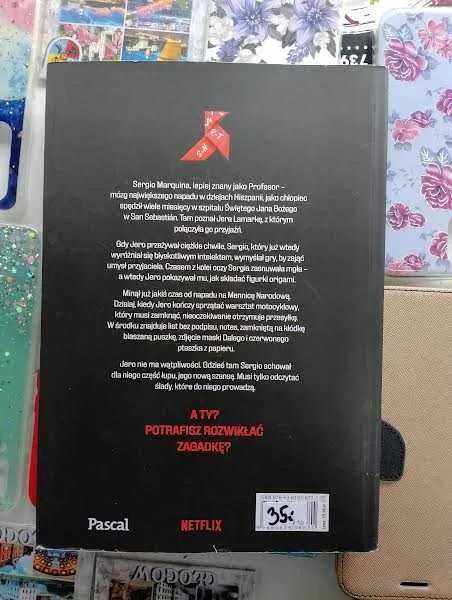 739
Sergio Marquina, lepiej znany jako Profesor –
mózg największego napadu w dziejach Hiszpanii, jako chłopiec
spędził wiele miesięcy w szpitalu Świętego Jana Bożego
w San Sebastián. Tam poznał Jera Lamarkę, z którym
połączyła go przyjaźń.
Gdy Jero przeżywał ciężkie chwile, Sergio, który już wtedy
wyróżniał się błyskotliwym intelektem, wymyślał gry, by zająć
umysł przyjaciela. Czasem z kolei oczy Sergia zasnuwała mgła –
a wtedy Jero pokazywał mu, jak składać figurki origami.
Minął już jakiś czas od napadu na Mennicę Narodową.
Dzisiaj, kiedy Jero kończy sprzątać warsztat motocyklowy,
który musi zamknąć, nieoczekiwanie otrzymuje przesyłkę.
W środku znajduje list bez podpisu, notes, zamkniętą na kłódkę
blaszaną puszkę, zdjęcie maski Dalego i czerwonego
ptaszka z papieru.
Jero nie ma wątpliwości. Gdzieś tam Sergio schował
dla niego część łupu, jego nową szansę. Musi tylko odczytać
ślady, które do niego prowadzą.
A TY?
POTRAFISZ ROZWIKŁAĆ
ZAGADKĘ?
35,-
Pascal
NETFLIX